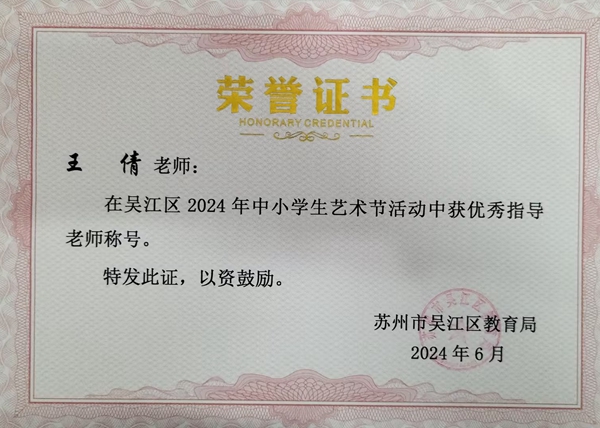 荣誉证书
HONORARY CREDENTIAL
王 倩 老师：
在吴江区 2024 年中小学生艺术节活动中获优秀指导
老师称号。
特发此证，以资鼓励。
苏州市吴江区教育局
2024 年 6 月